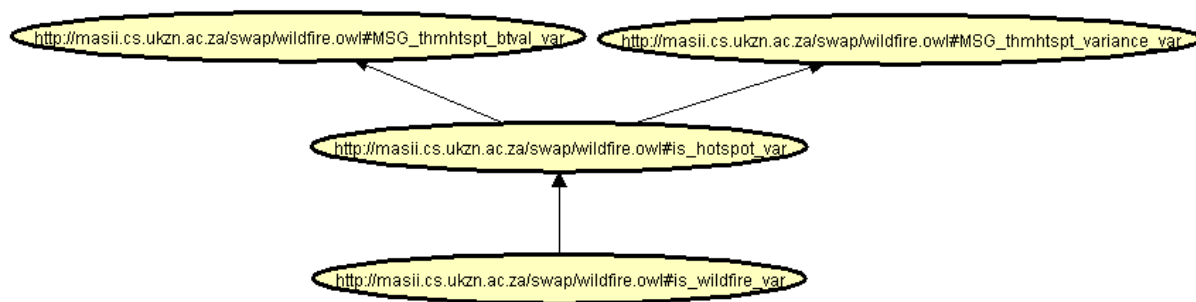 http://masii.cs.ukzn.ac.za/swap/wildfire.owl#MSG_thmhtspt_btval_var
http://masii.cs.ukzn.ac.za/swap/wildfire.owl#MSG_thmhtspt_variance_var
http://masii.cs.ukzn.ac.za/swap/wildfire.owl#is_hotspot_var
http://masii.cs.ukzn.ac.za/swap/wildfire.owl#is_wildfire_var